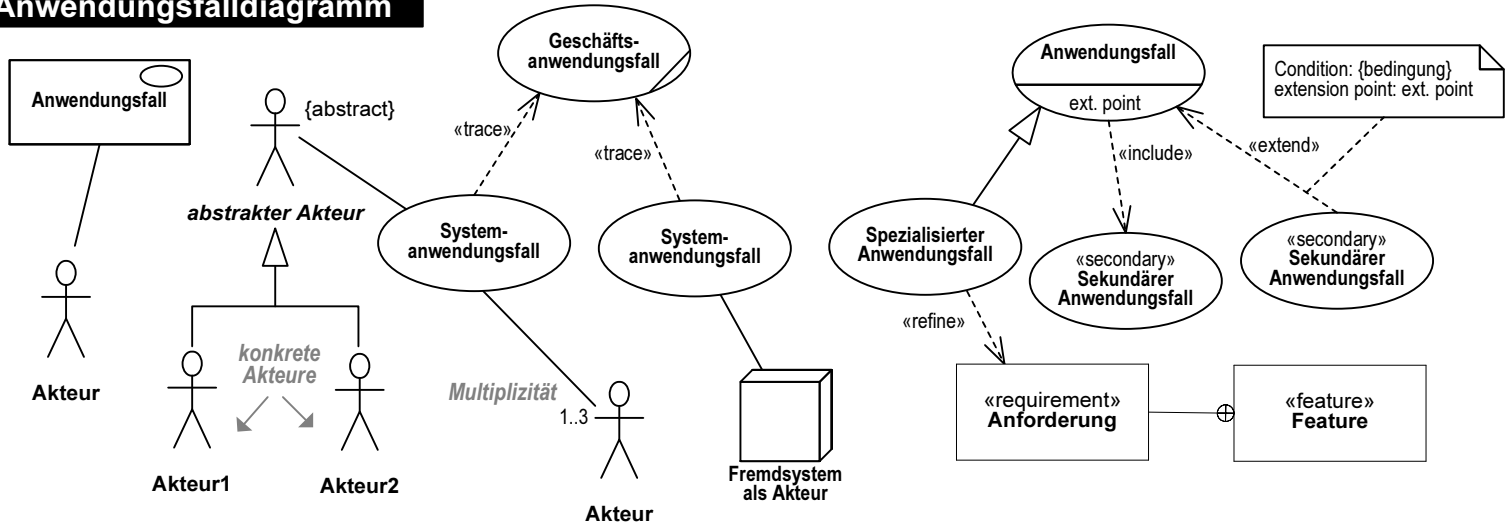 Anwendungsfalldiagramm
Anwendungsfall
Akteur
{abstract}
abstrakter Akteur
konkrete
Akteure
Akteur1
Akteur2
Geschäfts-
anwendungsfall
«trace»
«trace»
System-
anwendungsfall
System-
anwendungsfall
Multiplizität
1..3
Akteur
Fremdsystem
als Akteur
Anwendungsfall
ext. point
Condition: {bedingung}
extension point: ext. point
«include»
«extend»
Spezialisierter
Anwendungsfall
«secondary»
Sekundärer
Anwendungsfall
«secondary»
Sekundärer
Anwendungsfall
«refine»
«requirement»
Anforderung
«feature»
Feature